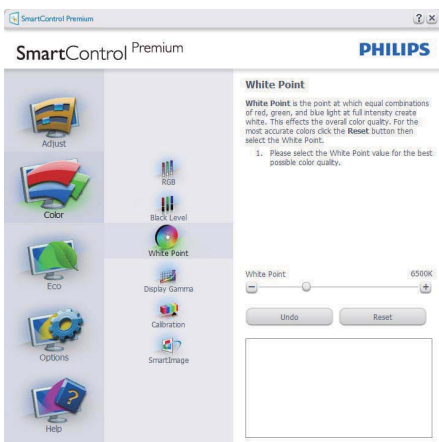 SmartControl Premium
SmartControl Premium
PHILIPS
Adjust
Color
Eco
Options
Help
RGB
Black Level
White Point
Display Gamma
Calibration
SmartImage
White Point
White Point is the point at which equal combinations
of red, green, and blue light at full intensity create
white. This effects the overall color quality. For the
most accurate colors click the Reset button then
select the White Point.
1. Please select the White Point value for the best
possible color quality.
White Point 6500K
Undo Reset